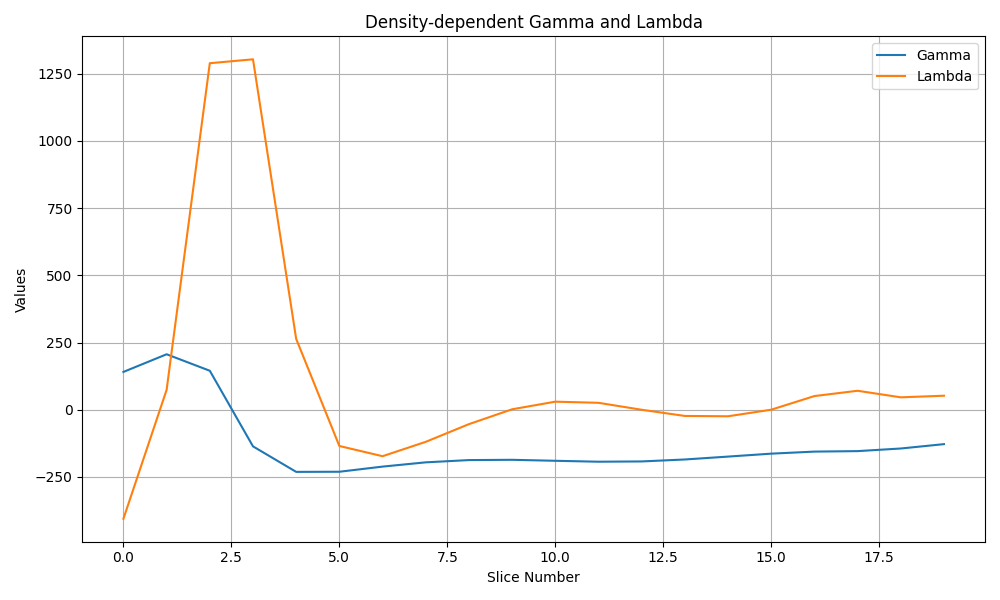 Density-dependent Gamma and Lambda
Gamma
Lambda
1250
1000
750
500
250
0
−250
Values
0.0 2.5 5.0 7.5 10.0 12.5 15.0 17.5
Slice Number